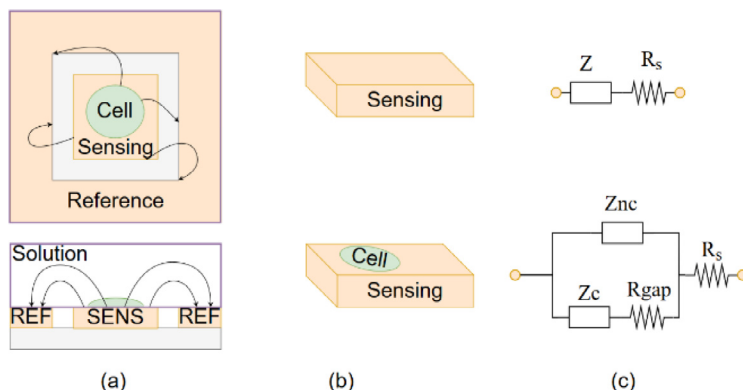 Cell
Sensing
Reference
Solution
REF
SENS
REF
(a)
Sensing
Cell
Sensing
(b)
Z
Rs
Znc
Rs
Zc
Rgap
(c)